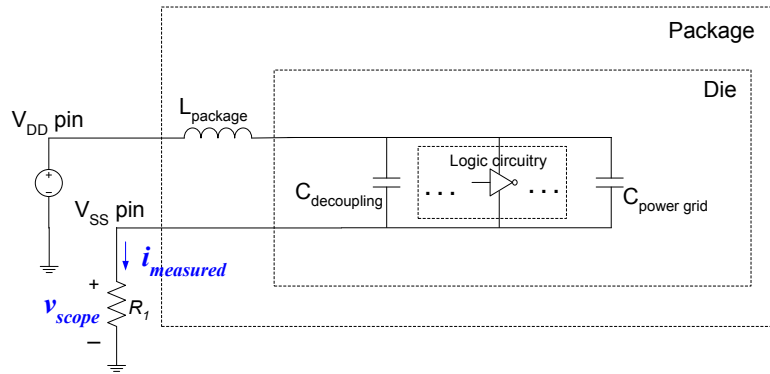 Package
Die
L_package
V_DD pin
Logic circuitry
+
−
. . .
. . .
C_decoupling
C_power grid
V_SS pin
i_measured
+
v_scope
R_1
−